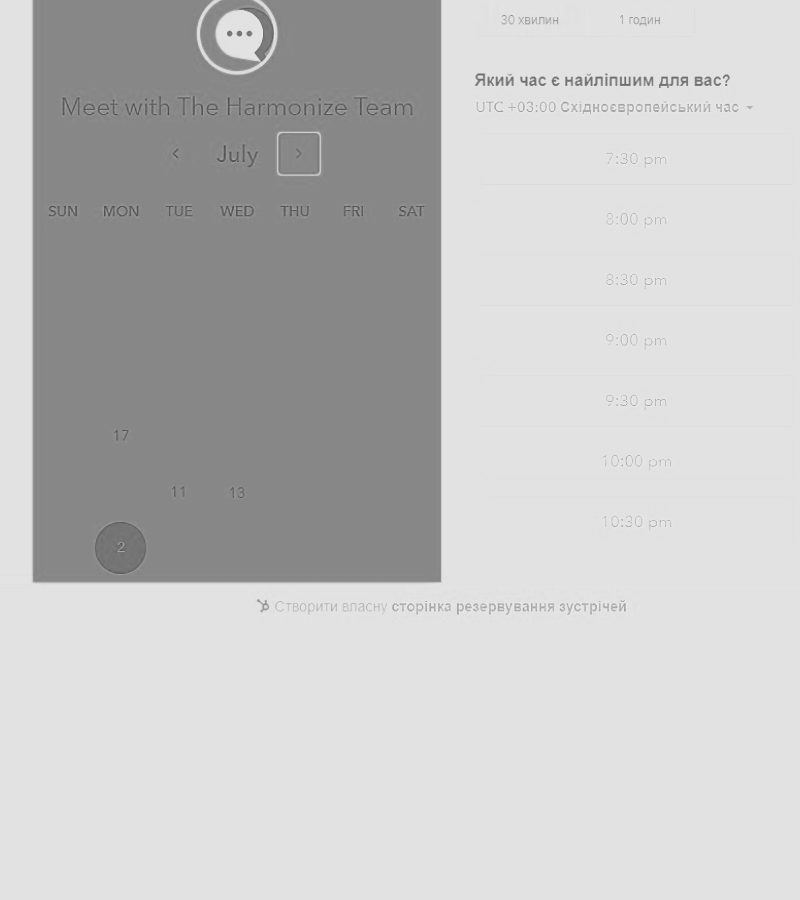 Meet with The Harmonize Team
July
SUN MON TUE WED THU FRI SAT
17
11 13
2
30 хвилин 1 годин
Який час є найліпшим для вас?
UTC +03:00 Східноєвропейський час
7:30 pm
8:00 pm
8:30 pm
9:00 pm
9:30 pm
10:00 pm
10:30 pm
Створити власну сторінка резервування зустрічей